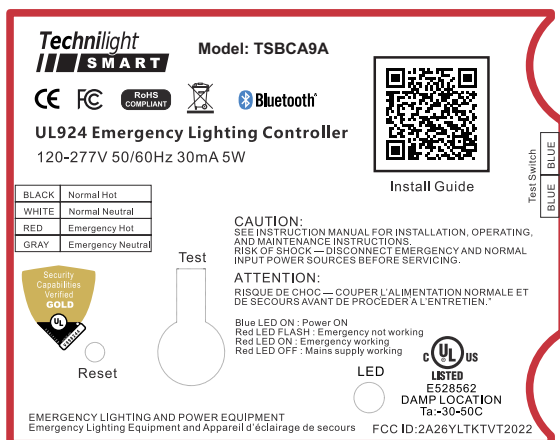 Technilight
SMART
Model: TSBCA9A
CE FC RoHS COMPLIANT Bluetooth®
UL924 Emergency Lighting Controller
120-277V 50/60Hz 30mA 5W
Install Guide
Test Switch
BLUE BLUE
BLACK Normal Hot
WHITE Normal Neutral
RED Emergency Hot
GRAY Emergency Neutral
CAUTION:
SEE INSTRUCTION MANUAL FOR INSTALLATION, OPERATING,
AND MAINTENANCE INSTRUCTIONS.
RISK OF SHOCK — DISCONNECT EMERGENCY AND NORMAL
INPUT POWER SOURCES BEFORE SERVICING.
ATTENTION:
RISQUE DE CHOC — COUPER L'ALIMENTATION NORMALE ET
DE SECOURS AVANT DE PROCEDER A L'ENTRETIEN."
Security
Capabilities
Verified
GOLD
UL
VERIFIED
Test
Reset
Blue LED ON : Power ON
Red LED FLASH : Emergency not working
Red LED ON : Emergency working
Red LED OFF : Mains supply working
LED
C UL US
LISTED
E528562
DAMP LOCATION
Ta:-30-50C
EMERGENCY LIGHTING AND POWER EQUIPMENT
Emergency Lighting Equipment and Appareil d'éclairage de secours
FCC ID:2A26YLTKTVT2022